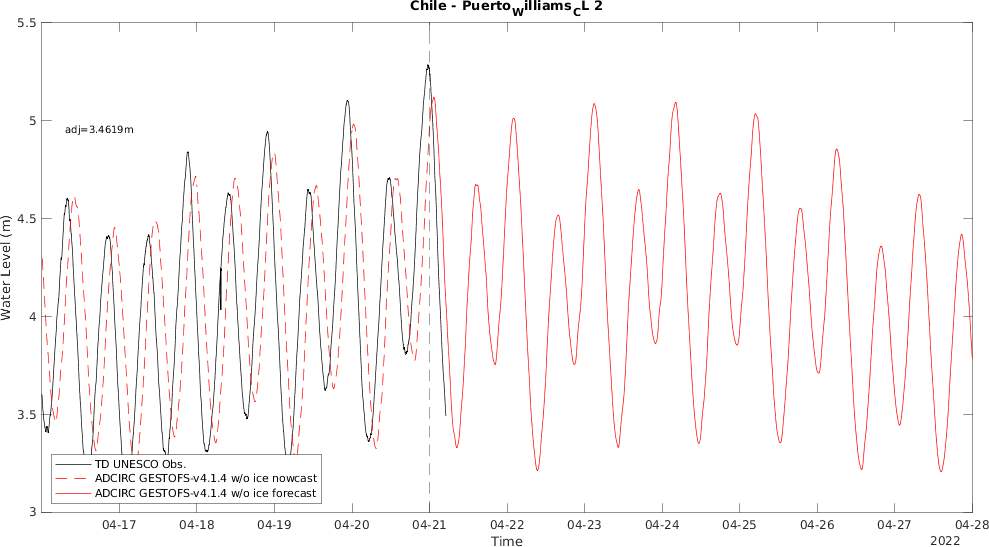 Chile - PuertoWilliamsCL 2
5.5
5
4.5
4
3.5
3
Water Level (m)
adj=3.4619m
TD UNESCO Obs.
ADCIRC GESTOFS-v4.1.4 w/o ice nowcast
ADCIRC GESTOFS-v4.1.4 w/o ice forecast
04-17 04-18 04-19 04-20 04-21 04-22 04-23 04-24 04-25 04-26 04-27 04-28
Time
2022